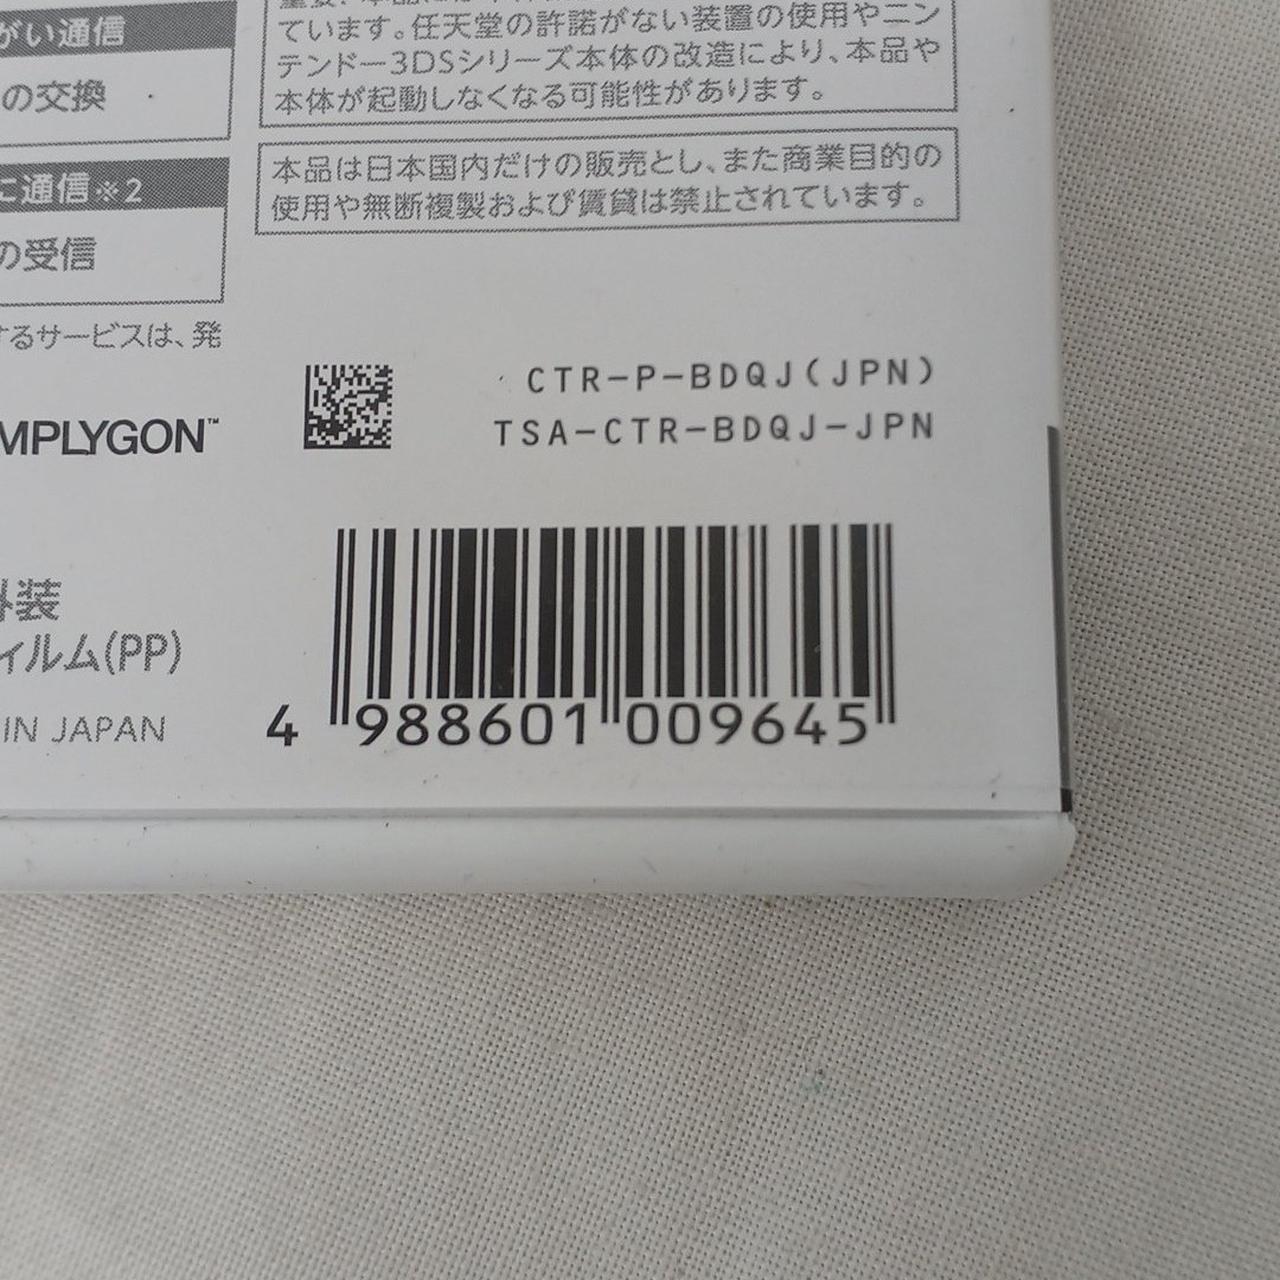 ています。任天堂の許諾がない装置の使用やニン
テンドー3DSシリーズ本体の改造により、本品や
本体が起動しなくなる可能性があります。
がい通信
の交換
本品は日本国内だけの販売とし、また商業目的の
使用や無断複製および賃貸は禁止されています。
に通信※2
の受信
するサービスは、発
CTR-P-BDQJ(JPN)
TSA-CTR-BDQJ-JPN
MPLYGON™
外装
ィルム(PP)
IN JAPAN
4 988601 009645